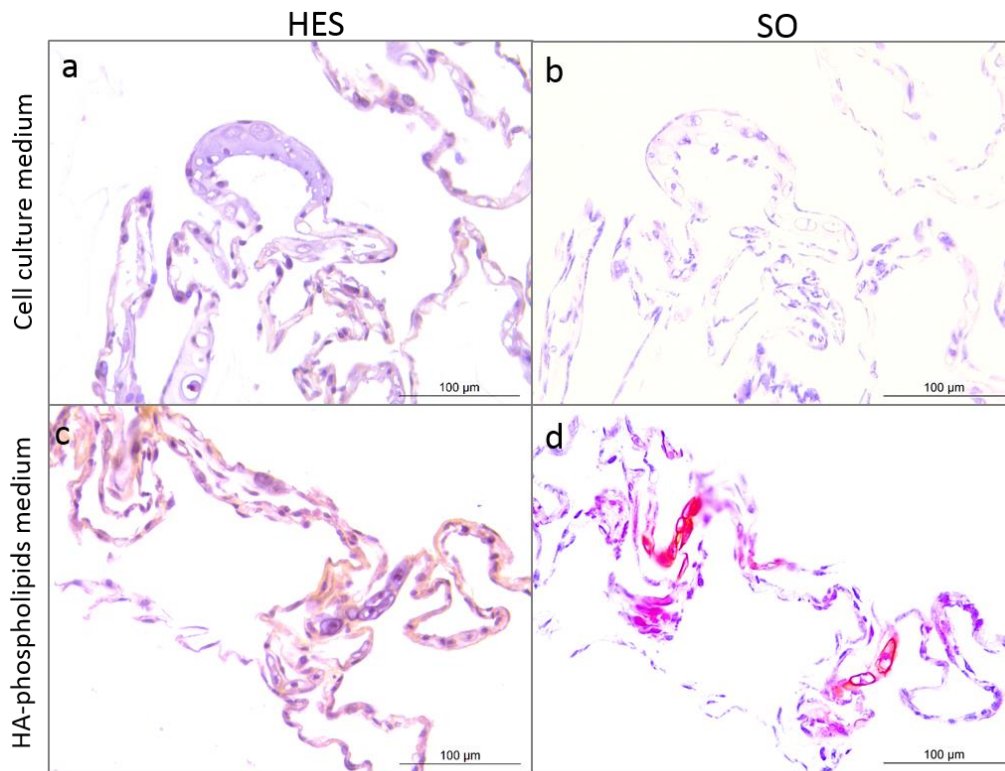 HES
SO
Cell culture medium
a
100 µm
b
100 µm
HA-phospholipids medium
c
100 µm
d
100 µm